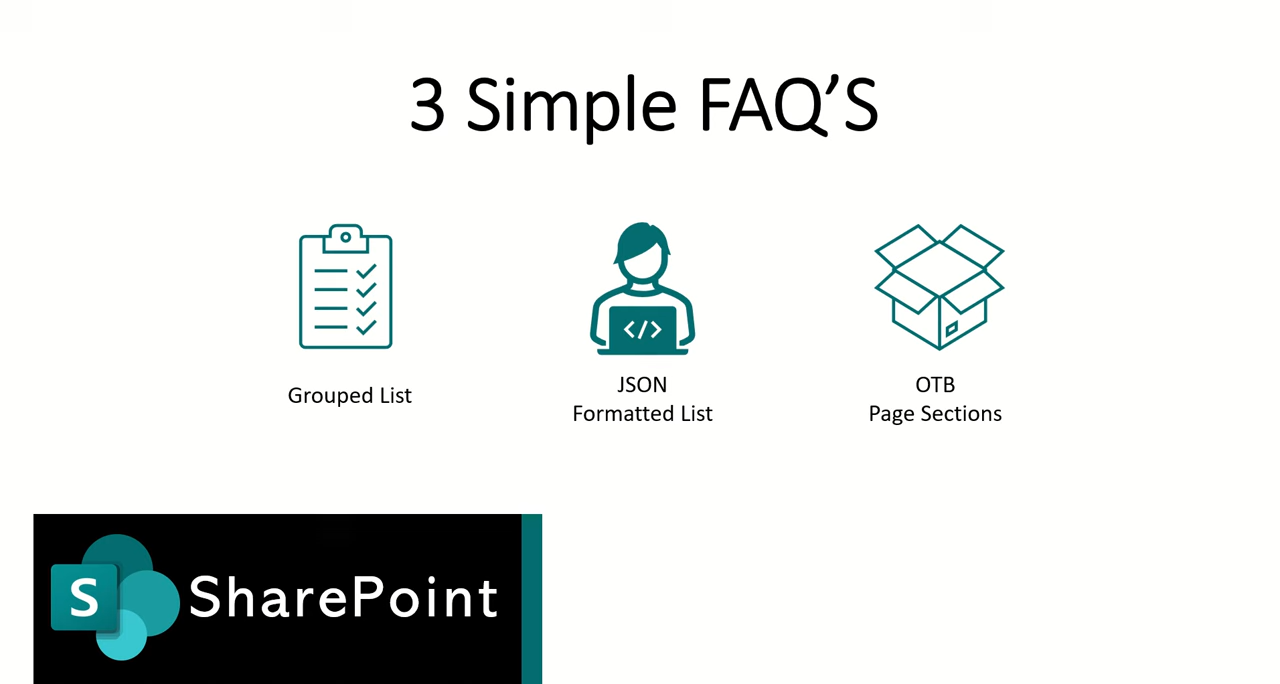 3 Simple FAQ’S
Grouped List
</>
JSON
Formatted List
OTB
Page Sections
S
SharePoint